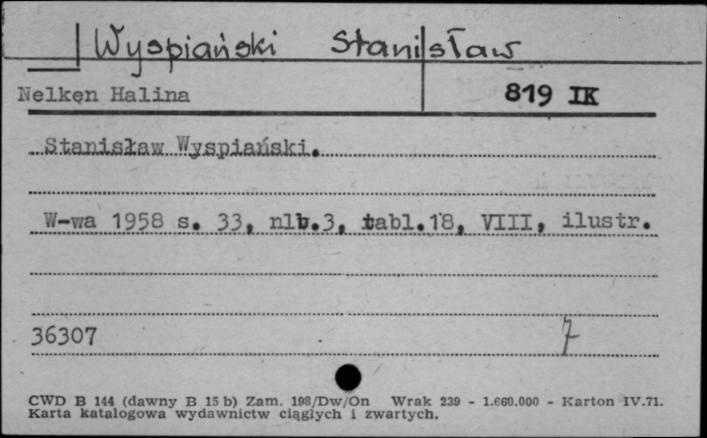 Wyspiański Stanisław
Nelken Halina 819 IK
Stanisław Wyspiański.
W-wa 1958 s. 33, nlb.3, tabl.18, VIII, ilustr.
36307 7
CWD B 144 (dawny B 15 b) Zam. 198/Dw/On Wrak 239 - 1.660.000 - Karton IV.71.
Karta katalogowa wydawnictw ciągłych i zwartych.